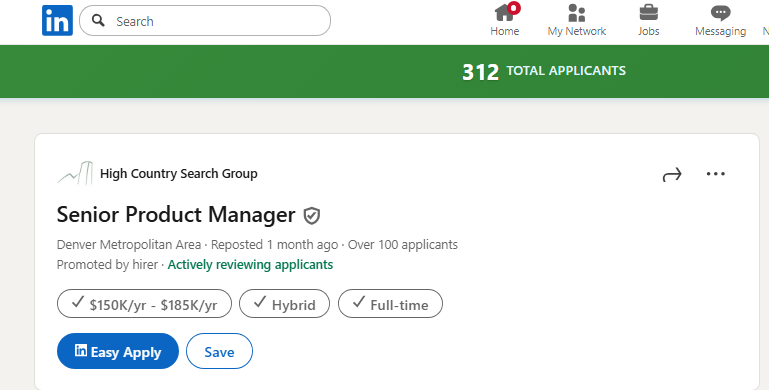 in
Search
0
Home
My Network
Jobs
Messaging
N
312 TOTAL APPLICANTS
High Country Search Group
Senior Product Manager
Denver Metropolitan Area · Reposted 1 month ago · Over 100 applicants
Promoted by hirer · Actively reviewing applicants
$150K/yr - $185K/yr
Hybrid
Full-time
in Easy Apply
Save